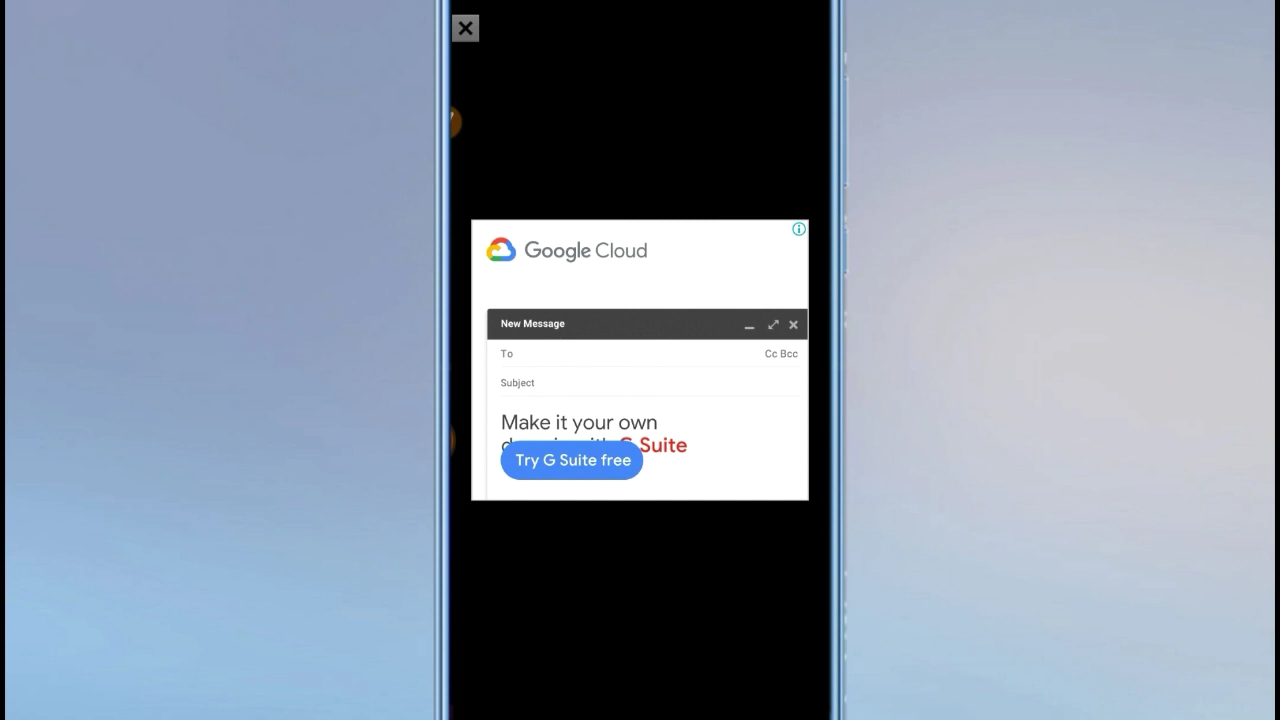 Google Cloud
New Message
To Cc Bcc
Subject
Make it your own
G Suite
Try G Suite free